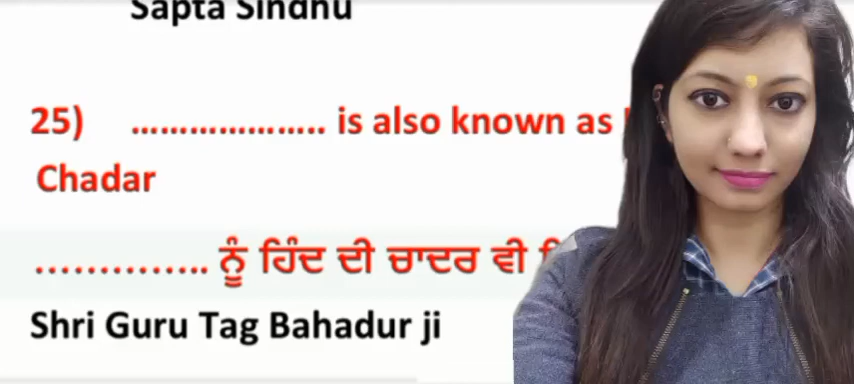 Sapta Sindhu
25) ................... is also known as
Chadar
.............. ਨੂੰ ਹਿੰਦ ਦੀ ਚਾਦਰ ਵੀ
Shri Guru Tag Bahadur ji